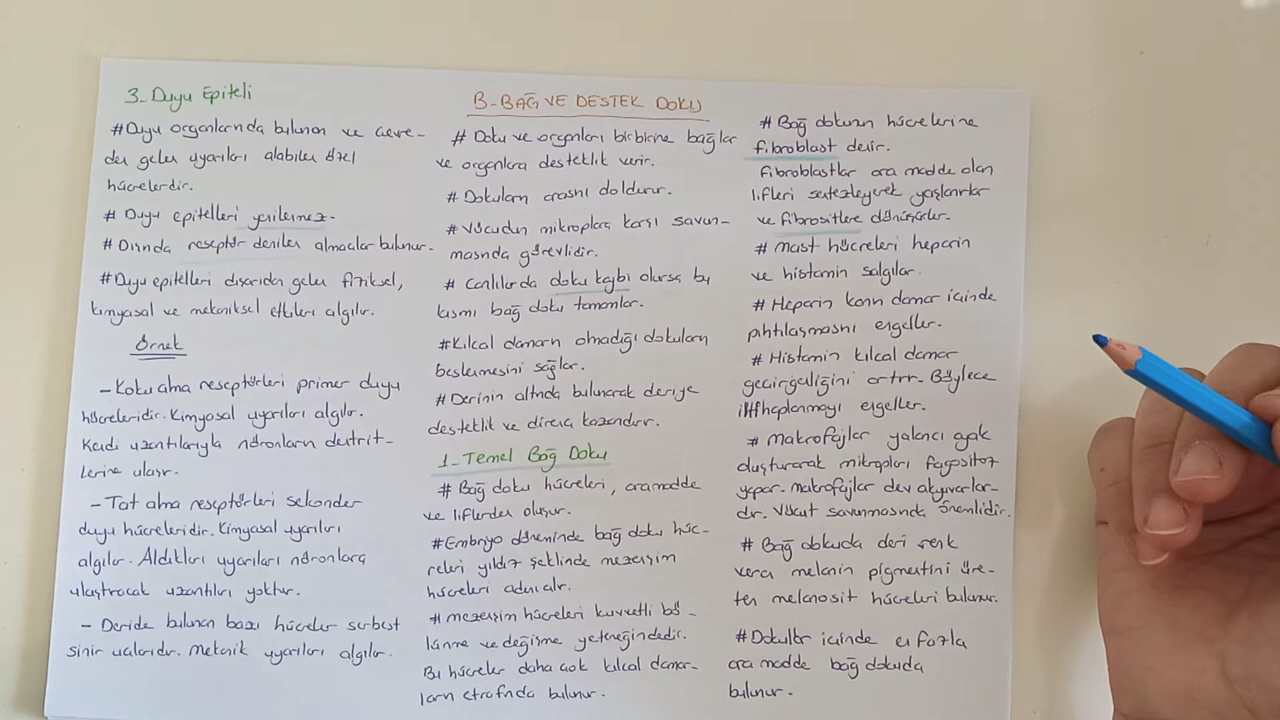 3- Duyu Epiteli
# Duyu organlarında bulunan ve çevre-
den gelen uyarıları alabilen özel
hücrelerdir.
# Duyu epitelleri yenilenmez.
# Dışında reseptör denilen almaçlar bulunur.
# Duyu epitelleri dışarıdan gelen fiziksel,
kimyasal ve mekaniksel etkileri algılar.
Örnek
- Koku alma reseptörleri primer duyu
hücreleridir. Kimyasal uyarıları algılar.
Kendi uzantılarıyla nöronların dentrit-
lerine ulaşır.
- Tat alma reseptörleri sekonder
duyu hücreleridir. Kimyasal uyarıları
algılar. Aldıkları uyarıları nöronlara
ulaştıracak uzantıları yoktur.
- Deride bulunan bazı hücreler serbest
sinir uçlarıdır. Mekanik uyarıları algılar.
B- BAĞ VE DESTEK DOKU
# Doku ve organları birbirine bağlar
ve organlara desteklik verir.
# Dokuların arasını doldurur.
# Vücudun mikroplara karşı savun-
masında görevlidir.
# Canlılarda doku kaybı olursa bu
kısmı bağ doku tamamlar.
# Kılcal damarın olmadığı dokuların
beslenmesini sağlar.
# Derinin altında bulunarak deriye
desteklik ve direnç kazandırır.
1- Temel Bağ Doku
# Bağ doku hücreleri, ara madde
ve liflerden oluşur.
# Embriyo döneminde bağ doku hüc-
releri yıldız şeklinde mezenşim
hücreleri adını alır.
# mezenşim hücreleri kuvvetli bö-
lünme ve değişme yeteneğindedir.
Bu hücreler daha çok kılcal damar-
ların etrafında bulunur.
# Bağ dokunun hücrelerine
fibroblast denir.
Fibroblastlar ara madde olan
lifleri sentezleyerek yaşlanırlar
ve fibrositlere dönüşürler.
# mast hücreleri heparin
ve histamin salgılar.
# Heparin kanın damar içinde
pıhtılaşmasını engeller.
# Histamin kılcal damar
geçirgenliğini artırır. Böylece
iltihaplanmayı engeller.
# makrofajlar yalancı ayak
oluşturarak mikropları fagositoz
yapar. makrofajlar dev akyuvarlar-
dır. Vücut savunmasında önemlidir.
# Bağ dokuda deri renk
veren melanin pigmentini üre-
ten melanosit hücreleri bulunur.
# Dokular içinde en fazla
ara madde bağ dokuda
bulunur.